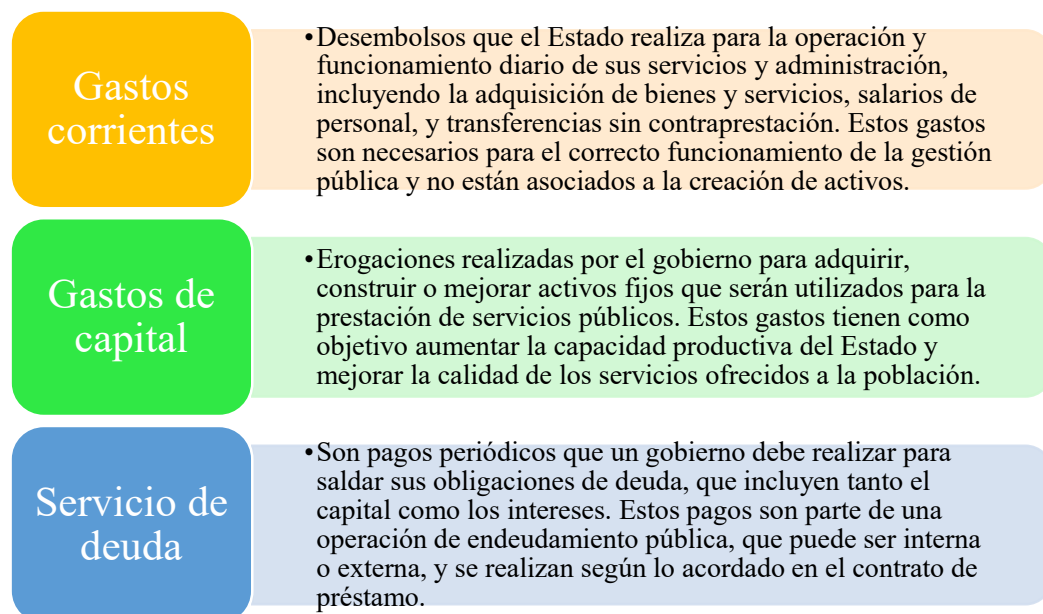 Gastos
corrientes
•Desembolsos que el Estado realiza para la operación y
funcionamiento diario de sus servicios y administración,
incluyendo la adquisición de bienes y servicios, salarios de
personal, y transferencias sin contraprestación. Estos gastos
son necesarios para el correcto funcionamiento de la gestión
pública y no están asociados a la creación de activos.
Gastos de
capital
•Erogaciones realizadas por el gobierno para adquirir,
construir o mejorar activos fijos que serán utilizados para la
prestación de servicios públicos. Estos gastos tienen como
objetivo aumentar la capacidad productiva del Estado y
mejorar la calidad de los servicios ofrecidos a la población.
Servicio de
deuda
•Son pagos periódicos que un gobierno debe realizar para
saldar sus obligaciones de deuda, que incluyen tanto el
capital como los intereses. Estos pagos son parte de una
operación de endeudamiento pública, que puede ser interna
o externa, y se realizan según lo acordado en el contrato de
préstamo.